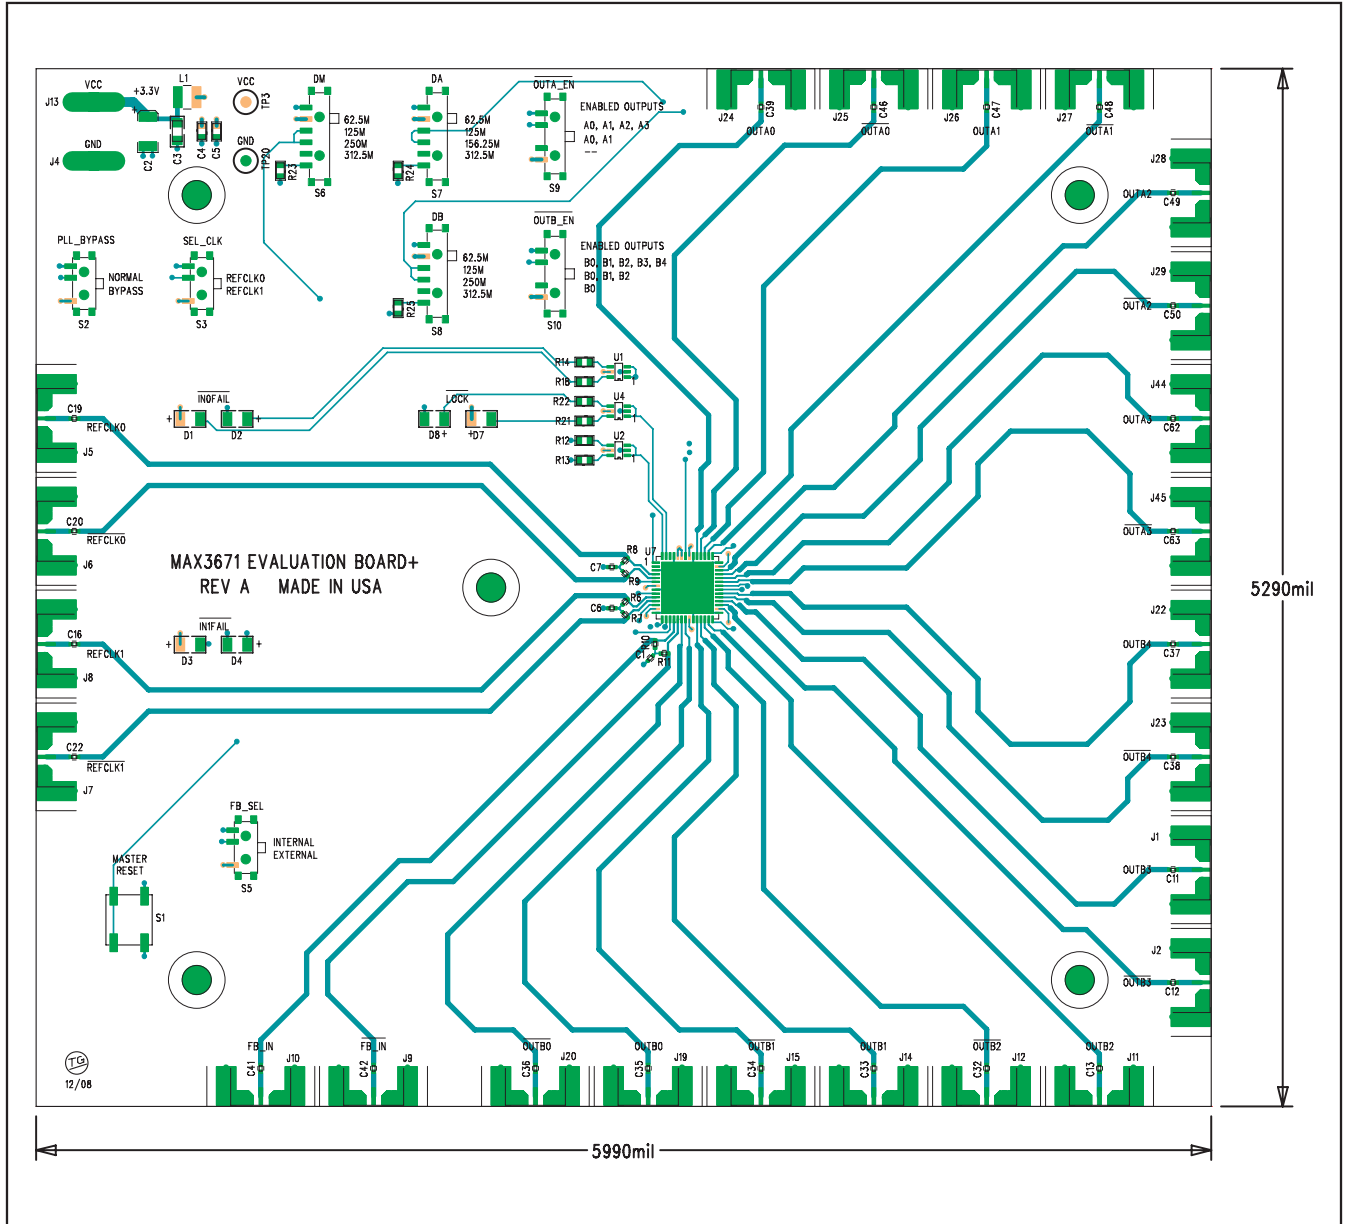 VCC
J13
+3.3V
+
L1
VCC
TP3
GND
J4
C2
C3
C4
C5
GND
TP20
DM
62.5M
125M
250M
312.5M
R23
S6
DA
62.5M
125M
156.25M
312.5M
R24
S7
OUTA_EN
ENABLED OUTPUTS
A0, A1, A2, A3
A0, A1
--
S9
J24
C39
OUTA0
J25
C46
OUTA0
J26
C47
OUTA1
J27
C48
OUTA1
J28
OUTA2
C49
PLL_BYPASS
NORMAL
BYPASS
S2
SEL_CLK
REFCLK0
REFCLK1
S3
DB
62.5M
125M
250M
312.5M
R25
S8
OUTB_EN
ENABLED OUTPUTS
B0, B1, B2, B3, B4
B0, B1, B2
B0
S10
J29
OUTA2
C50
R14
U1
R18
1
R22
U4
R21
1
R12
U2
R13
1
J44
OUTA3
C62
C19
REFCLK0
J5
IN0FAIL
+
+
D1
D2
LOCK
D8+
+D7
J45
OUTA3
C63
C20
REFCLK0
J6
MAX3671 EVALUATION BOARD+
REV A MADE IN USA
R8
U7
1
C7
R9
R6
C6
R7
R10
C1
R11
5290mil
J22
OUTB4
C37
C16
REFCLK1
J8
IN1FAIL
+
+
D3
D4
J23
OUTB4
C38
C22
REFCLK1
J7
FB_SEL
INTERNAL
EXTERNAL
S5
J1
OUTB3
C11
MASTER
RESET
S1
J2
OUTB3
C12
TG
12/08
FB_IN
C41
J10
FB_IN
C42
J9
OUTB0
C36
J20
OUTB0
C35
J19
OUTB1
C34
J15
OUTB1
C33
J14
OUTB2
C32
J12
OUTB2
C13
J11
5990mil